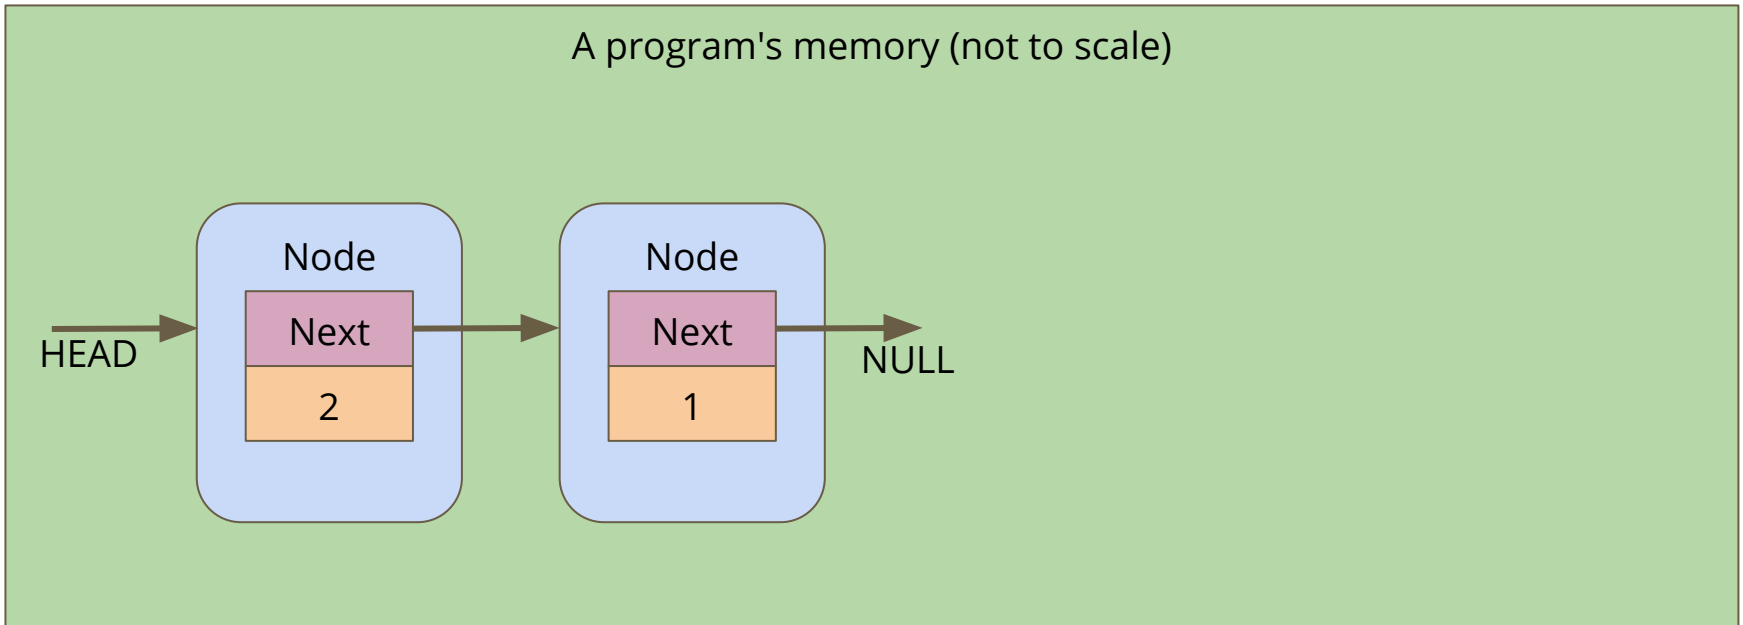 A program's memory (not to scale)
HEAD
Node
Next
2
Node
Next
1
NULL